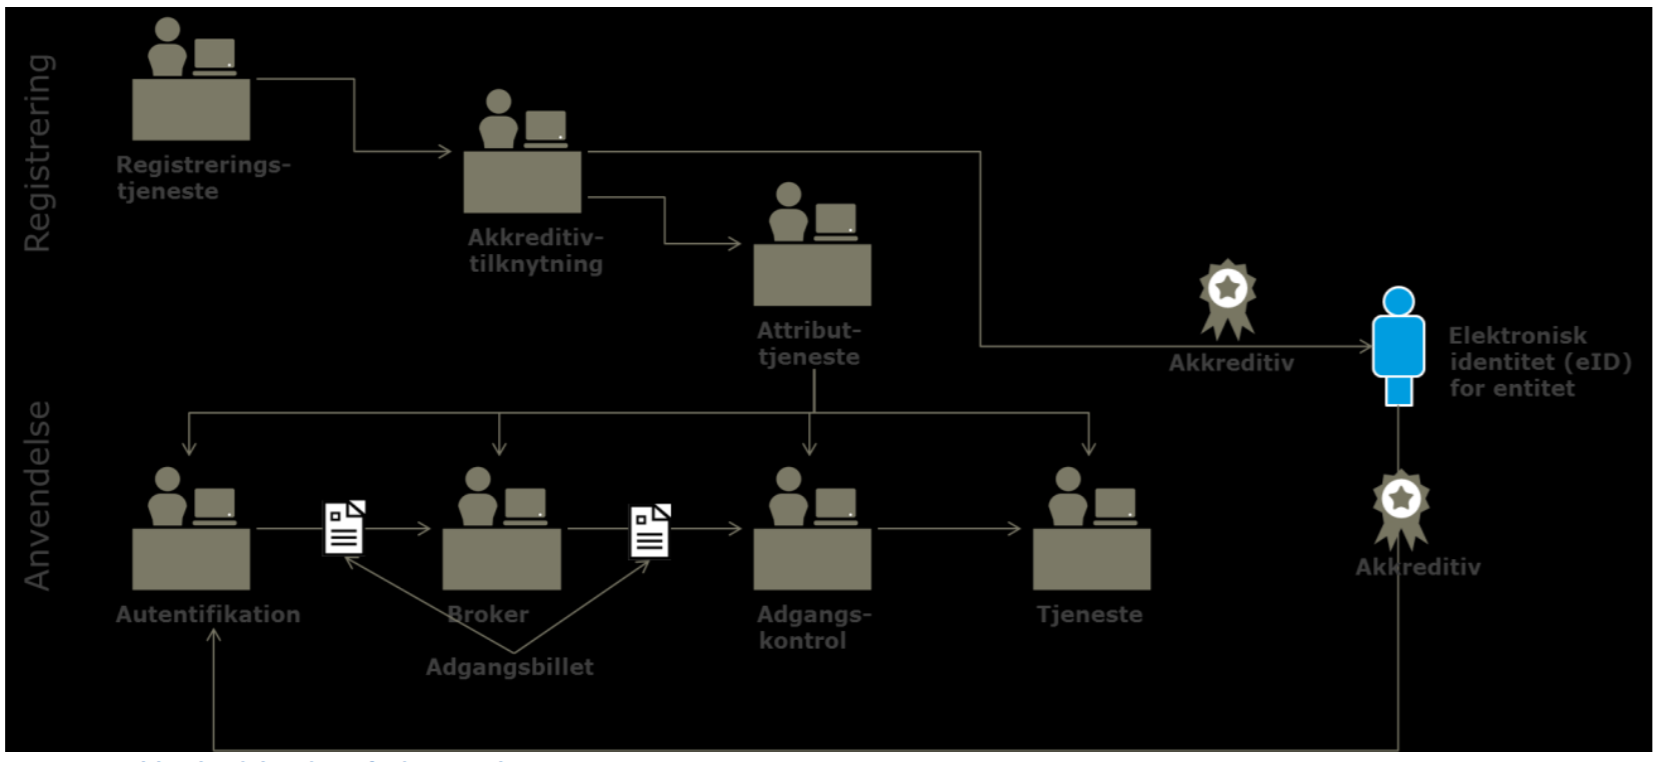 Registrering
Registrerings-
tjeneste
Akkreditiv-
tilknytning
Attribut-
tjeneste
Akkreditiv
Elektronisk
identitet (eID)
for entitet
Anvendelse
Akkreditiv
Autentifikation
Broker
Adgangs-
kontrol
Tjeneste
Adgangsbillet